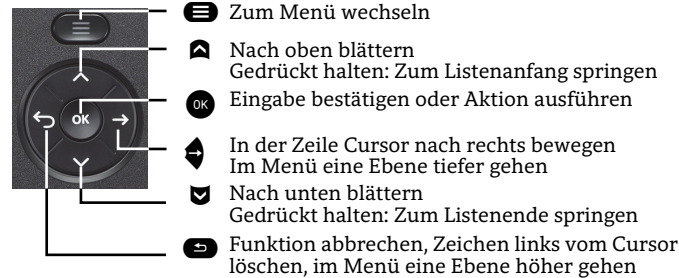 Zum Menü wechseln
Nach oben blättern
Gedrückt halten: Zum Listenanfang springen
OK
OK
Eingabe bestätigen oder Aktion ausführen
In der Zeile Cursor nach rechts bewegen
Im Menü eine Ebene tiefer gehen
Nach unten blättern
Gedrückt halten: Zum Listenende springen
Funktion abbrechen, Zeichen links vom Cursor
löschen, im Menü eine Ebene höher gehen